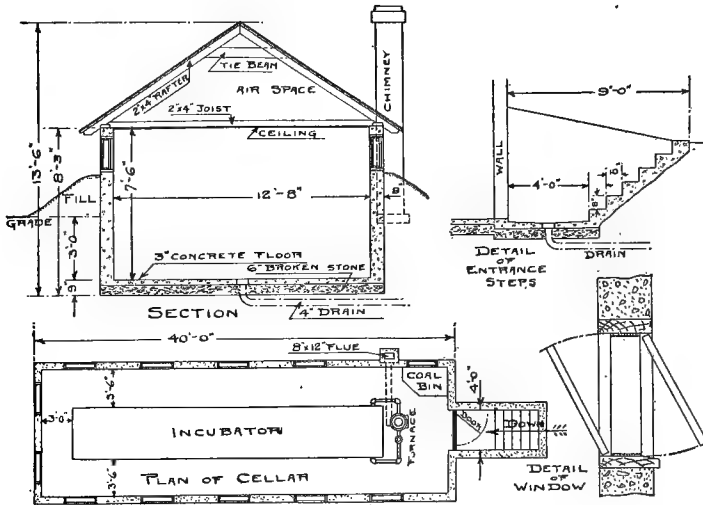 TIE BEAM
2"x4" RAFTER
AIR SPACE
2"x4" JOIST
CEILING
CHIMNEY
13'-6"
8'-3"
7'-6"
12'-8"
8"
FILL
GRADE
3'-0"
9"
3" CONCRETE FLOOR
6" BROKEN STONE
SECTION
4" DRAIN
9'-0"
WALL
4'-0"
8"
8"
DETAIL
OF
ENTRANCE
STEPS
DRAIN
40'-0"
8"x12" FLUE
COAL
BIN
4'-0"
3'-6"
3'-0"
INCUBATOR
FURNACE
DOOR
DOWN
3'-6"
PLAN OF CELLAR
DETAIL
OF
WINDOW